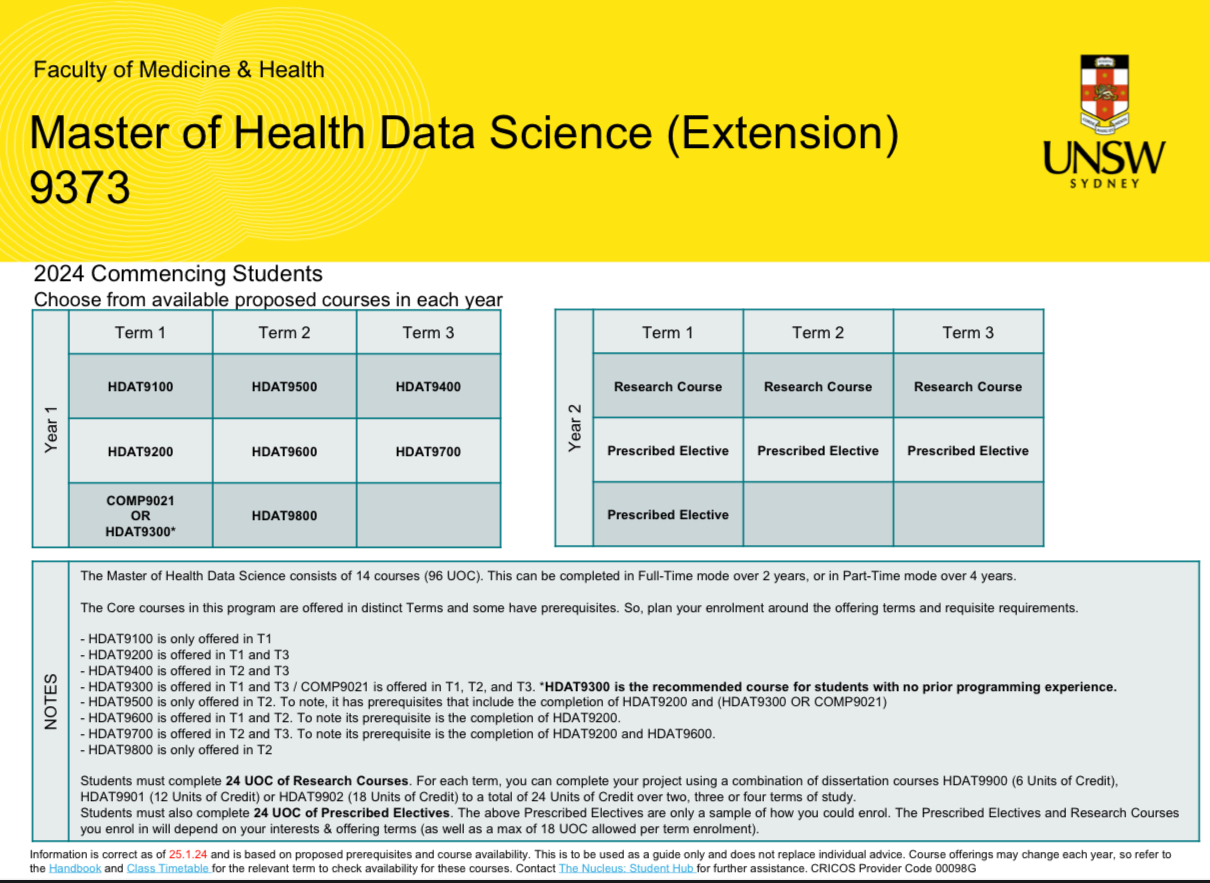 Faculty of Medicine & Health
Master of Health Data Science (Extension)
9373
UNSW
SYDNEY
2024 Commencing Students
Choose from available proposed courses in each year
Year 1
Term 1
Term 2
Term 3
HDAT9100
HDAT9500
HDAT9400
HDAT9200
HDAT9600
HDAT9700
COMP9021
OR
HDAT9300*
HDAT9800
Year 2
Term 1
Term 2
Term 3
Research Course
Research Course
Research Course
Prescribed Elective
Prescribed Elective
Prescribed Elective
Prescribed Elective
NOTES
The Master of Health Data Science consists of 14 courses (96 UOC). This can be completed in Full-Time mode over 2 years, or in Part-Time mode over 4 years.
The Core courses in this program are offered in distinct Terms and some have prerequisites. So, plan your enrolment around the offering terms and requisite requirements.
- HDAT9100 is only offered in T1
- HDAT9200 is offered in T1 and T3
- HDAT9400 is offered in T2 and T3
- HDAT9300 is offered in T1 and T3 / COMP9021 is offered in T1, T2, and T3. *HDAT9300 is the recommended course for students with no prior programming experience.
- HDAT9500 is only offered in T2. To note, it has prerequisites that include the completion of HDAT9200 and (HDAT9300 OR COMP9021)
- HDAT9600 is offered in T1 and T2. To note its prerequisite is the completion of HDAT9200.
- HDAT9700 is offered in T2 and T3. To note its prerequisite is the completion of HDAT9200 and HDAT9600.
- HDAT9800 is only offered in T2
Students must complete 24 UOC of Research Courses. For each term, you can complete your project using a combination of dissertation courses HDAT9900 (6 Units of Credit),
HDAT9901 (12 Units of Credit) or HDAT9902 (18 Units of Credit) to a total of 24 Units of Credit over two, three or four terms of study.
Students must also complete 24 UOC of Prescribed Electives. The above Prescribed Electives are only a sample of how you could enrol. The Prescribed Electives and Research Courses
you enrol in will depend on your interests & offering terms (as well as a max of 18 UOC allowed per term enrolment).
Information is correct as of 25.1.24 and is based on proposed prerequisites and course availability. This is to be used as a guide only and does not replace individual advice. Course offerings may change each year, so refer to
the Handbook and Class Timetable for the relevant term to check availability for these courses. Contact The Nucleus: Student Hub for further assistance. CRICOS Provider Code 00098G